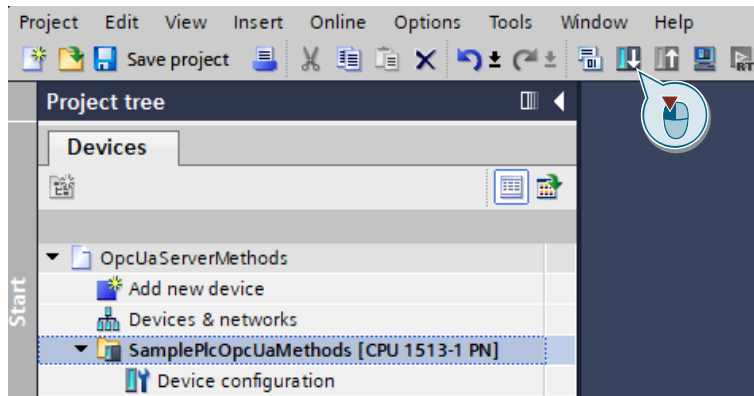 Project Edit View Insert Online Options Tools Window Help
Save project
Project tree
Devices
OpcUaServerMethods
Add new device
Devices & networks
SamplePlcOpcUaMethods [CPU 1513-1 PN]
Device configuration
Start